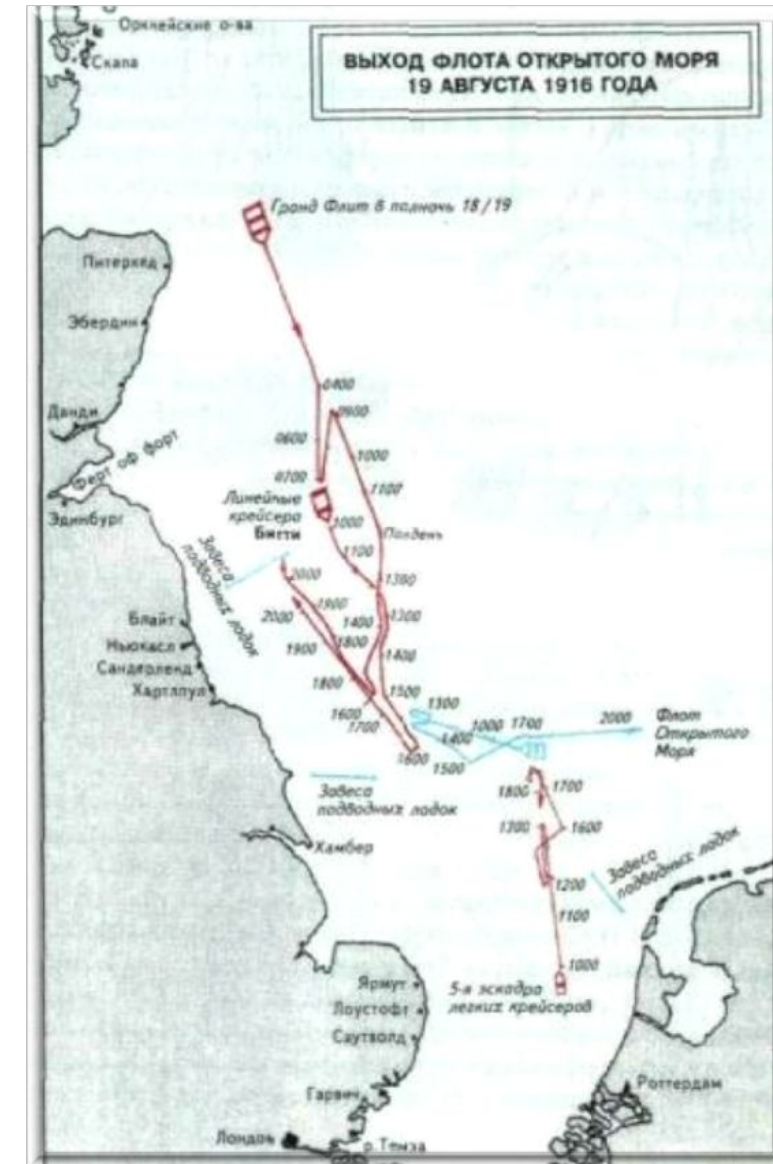 Оркнейские о-ва
Скапа
ВЫХОД ФЛОТА ОТКРЫТОГО МОРЯ
19 АВГУСТА 1916 ГОДА
Гранд Флит в полночь 18/19
Питерхед
Эбердин
Данди
Ферт оф форт
Эдинбург
0400
0900
0600
1000
0700
1100
Линейные
крейсера
Битти
1000
Полдень
1100
Завеса
подводных лодок
1300
2000
1900
1300
2000
1400
1800
1400
1900
Блайт
Ньюкасл
Сандерленд
Хартлпул
1800
1500
1600
1300
1700
1000
1700
2000
Флот
Открытого
Моря
1400
1600
1500
Завеса
подводных лодок
1800
1700
1300
1600
Хамбер
Завеса
подводных лодок
1200
1100
1000
5-я эскадра
легких крейсеров
Ярмут
Лоустофт
Саутволд
Гарвич
Роттердам
Лондон
р. Темза